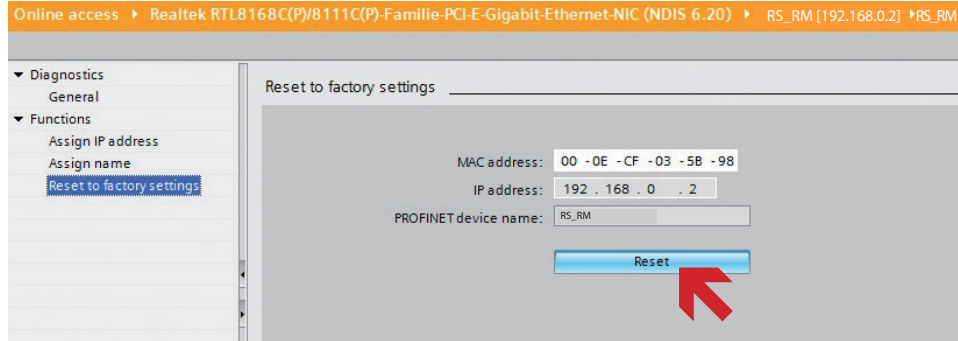 Online access ▸ Realtek RTL8168C(P)/8111C(P)-Familie-PCI-E-Gigabit-Ethernet-NIC (NDIS 6.20) ▸ RS_RM [192.168.0.2] ▸RS_RM
Diagnostics
General
Functions
Assign IP address
Assign name
Reset to factory settings
Reset to factory settings
MAC address: 00 -0E -CF -03 -5B -98
IP address: 192 . 168 . 0 . 2
PROFINET device name: RS_RM
Reset